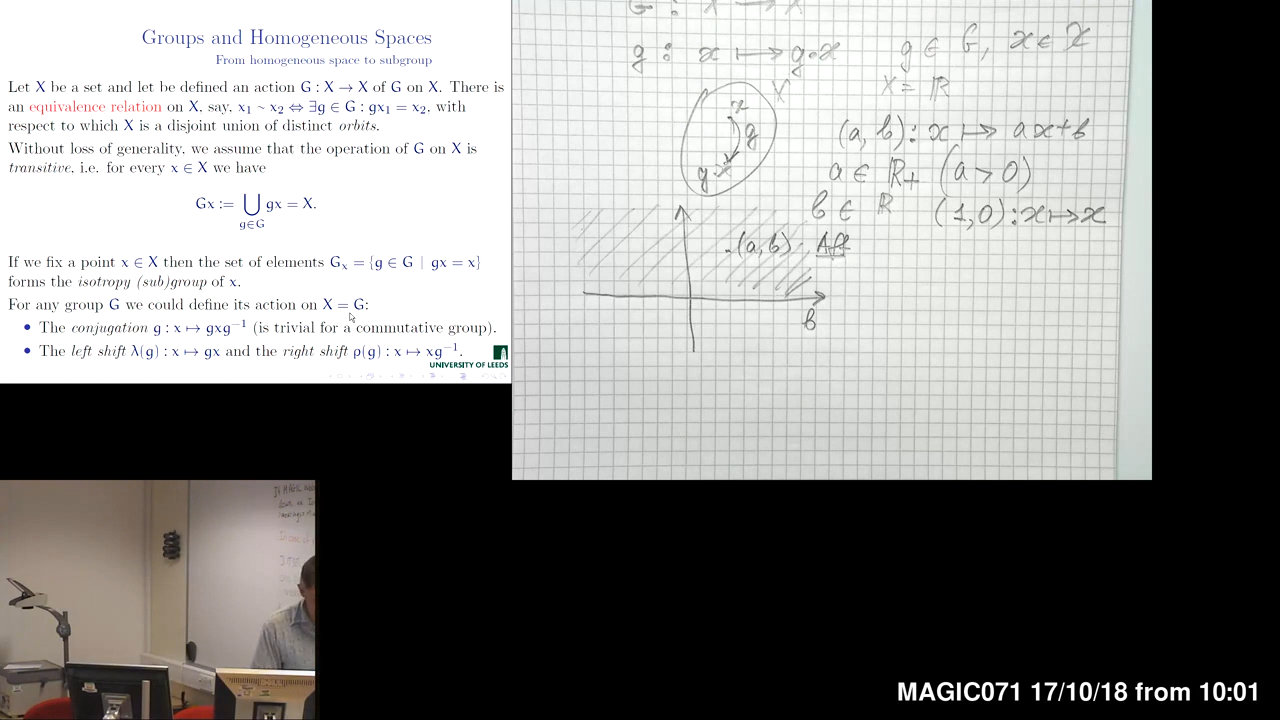 Groups and Homogeneous Spaces
From homogeneous space to subgroup
Let X be a set and let be defined an action G : X → X of G on X. There is
an equivalence relation on X, say, x₁ ~ x₂ ⇔ ∃g ∈ G : gx₁ = x₂, with
respect to which X is a disjoint union of distinct orbits.
Without loss of generality, we assume that the operation of G on X is
transitive, i.e. for every x ∈ X we have
Gx := ⋃ gx = X.
g∈G
If we fix a point x ∈ X then the set of elements Gₓ = {g ∈ G | gx = x}
forms the isotropy (sub)group of x.
For any group G we could define its action on X = G:
• The conjugation g : x ↦ gxg⁻¹ (is trivial for a commutative group).
• The left shift λ(g) : x ↦ gx and the right shift ρ(g) : x ↦ xg⁻¹.
UNIVERSITY OF LEEDS
g : x ↦ g·x g ∈ G, x ∈ X
X = ℝ
X
x
g
g·x
(a, b) : x ↦ ax+b
a ∈ ℝ₊ (a > 0)
b ∈ ℝ (1,0) : x ↦ x
(a,b) Aff
b
MAGIC071 17/10/18 from 10:01